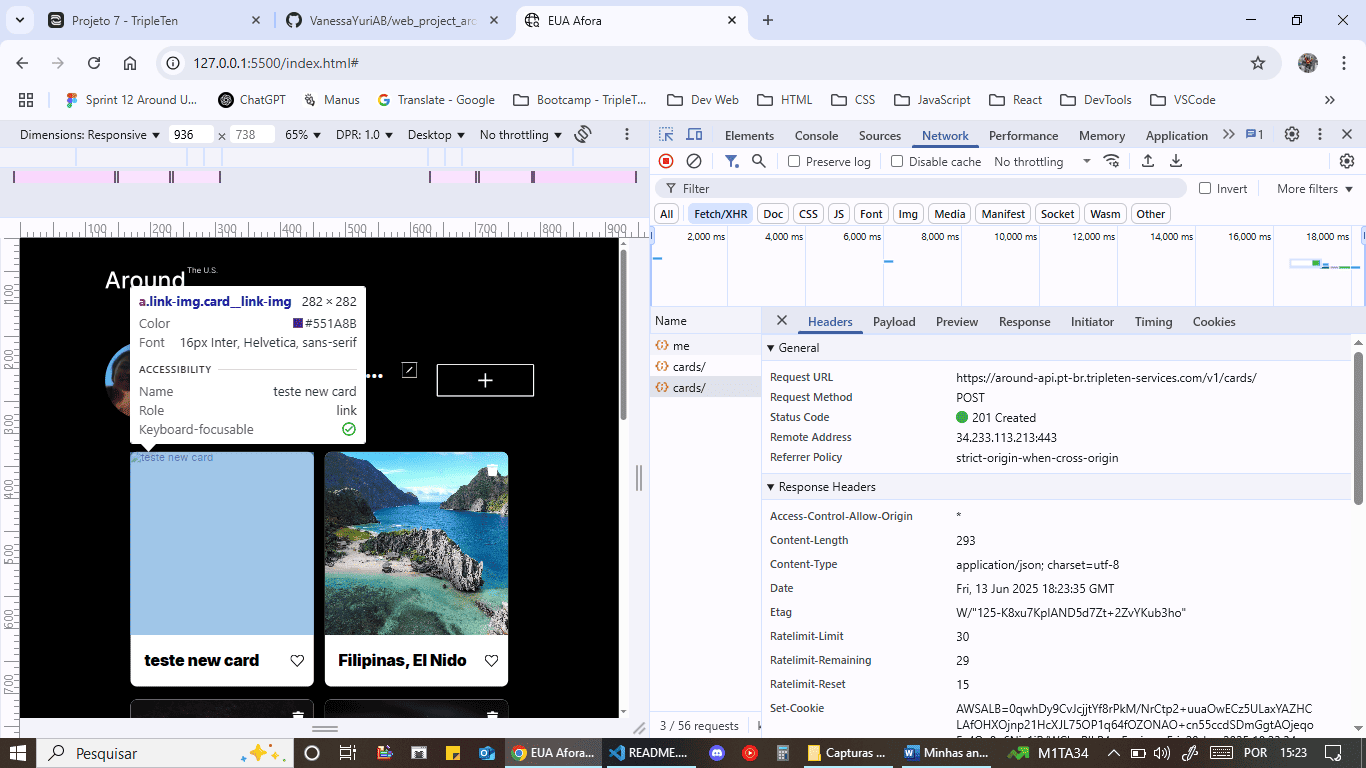 Projeto 7 - TripleTen
VanessaYuriAB/web_project_aro
EUA Afora
127.0.0.1:5500/index.html#
Sprint 12 Around U...
ChatGPT
Manus
Translate - Google
Bootcamp - TripleT...
Dev Web
HTML
CSS
JavaScript
React
DevTools
VSCode
Dimensions: Responsive
936
x
738
65%
DPR: 1.0
Desktop
No throttling
Elements
Console
Sources
Network
Performance
Memory
Application
1
Preserve log
Disable cache
No throttling
Filter
Invert
More filters
All
Fetch/XHR
Doc
CSS
JS
Font
Img
Media
Manifest
Socket
Wasm
Other
2,000 ms
4,000 ms
6,000 ms
8,000 ms
10,000 ms
12,000 ms
14,000 ms
16,000 ms
18,000 ms
100
200
300
400
500
600
700
800
900
100
200
300
400
500
600
700
Around The U.S.
a.link-img.card__link-img 282 × 282
Color #551A8B
Font 16px Inter, Helvetica, sans-serif
ACCESSIBILITY
Name teste new card
Role link
Keyboard-focusable
teste new card
teste new card
Filipinas, El Nido
Name
me
cards/
cards/
3 / 56 requests
Headers
Payload
Preview
Response
Initiator
Timing
Cookies
General
Request URL https://around-api.pt-br.tripleten-services.com/v1/cards/
Request Method POST
Status Code 201 Created
Remote Address 34.233.113.213:443
Referrer Policy strict-origin-when-cross-origin
Response Headers
Access-Control-Allow-Origin *
Content-Length 293
Content-Type application/json; charset=utf-8
Date Fri, 13 Jun 2025 18:23:35 GMT
Etag W/"125-K8xu7KpIAND5d7Zt+2ZvYKub3ho"
Ratelimit-Limit 30
Ratelimit-Remaining 29
Ratelimit-Reset 15
Set-Cookie AWSALB=0qwhDy9CvJcjjtYf8rPkM/NrCtp2+uuaOwECz5ULaxYAZHC
LAfOHXOjnp21HcXJL75OP1q64fOZONAO+cn55ccdSDmGgtAOjeqo
Pesquisar
EUA Afora...
README....
Capturas ...
Minhas an...
M1TA34
POR
15:23